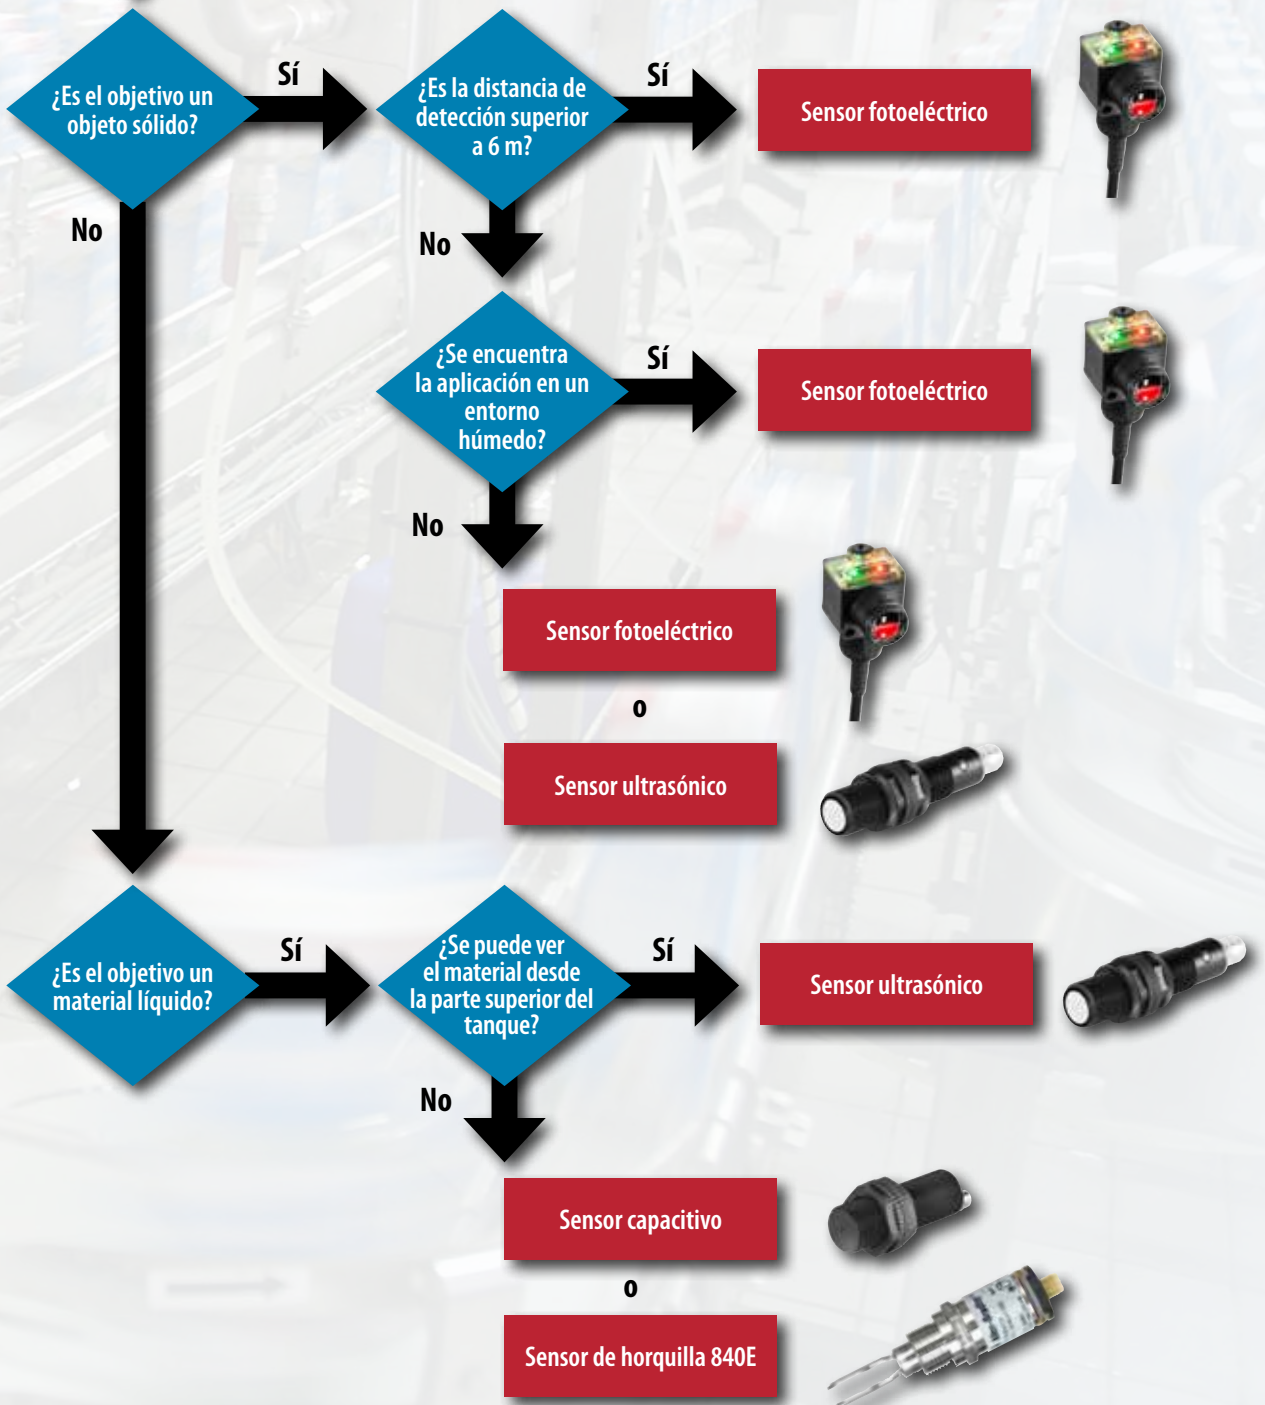 ¿Es el objetivo un
objeto sólido?
Sí
¿Es la distancia de
detección superior
a 6 m?
Sí
Sensor fotoeléctrico
No
No
¿Se encuentra
la aplicación en un
entorno
húmedo?
Sí
Sensor fotoeléctrico
No
Sensor fotoeléctrico
o
Sensor ultrasónico
¿Es el objetivo un
material líquido?
Sí
¿Se puede ver
el material desde
la parte superior del
tanque?
Sí
Sensor ultrasónico
No
Sensor capacitivo
o
Sensor de horquilla 840E